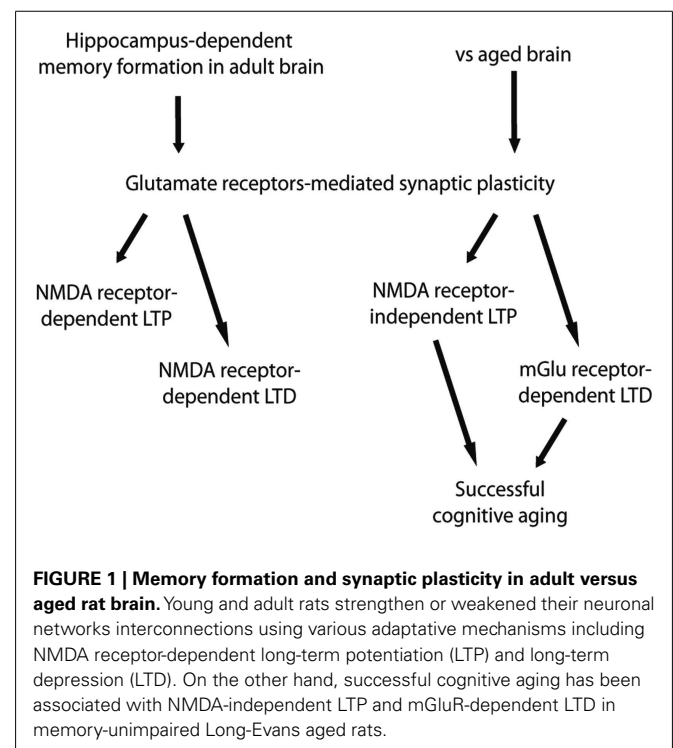 Hippocampus-dependent
memory formation in adult brain
vs aged brain
Glutamate receptors-mediated synaptic plasticity
NMDA receptor-
dependent LTP
NMDA receptor-
independent LTP
NMDA receptor-
dependent LTD
mGlu receptor-
dependent LTD
Successful
cognitive aging
FIGURE 1 | Memory formation and synaptic plasticity in adult versus
aged rat brain. Young and adult rats strengthen or weakened their neuronal
networks interconnections using various adaptative mechanisms including
NMDA receptor-dependent long-term potentiation (LTP) and long-term
depression (LTD). On the other hand, successful cognitive aging has been
associated with NMDA-independent LTP and mGluR-dependent LTD in
memory-unimpaired Long-Evans aged rats.